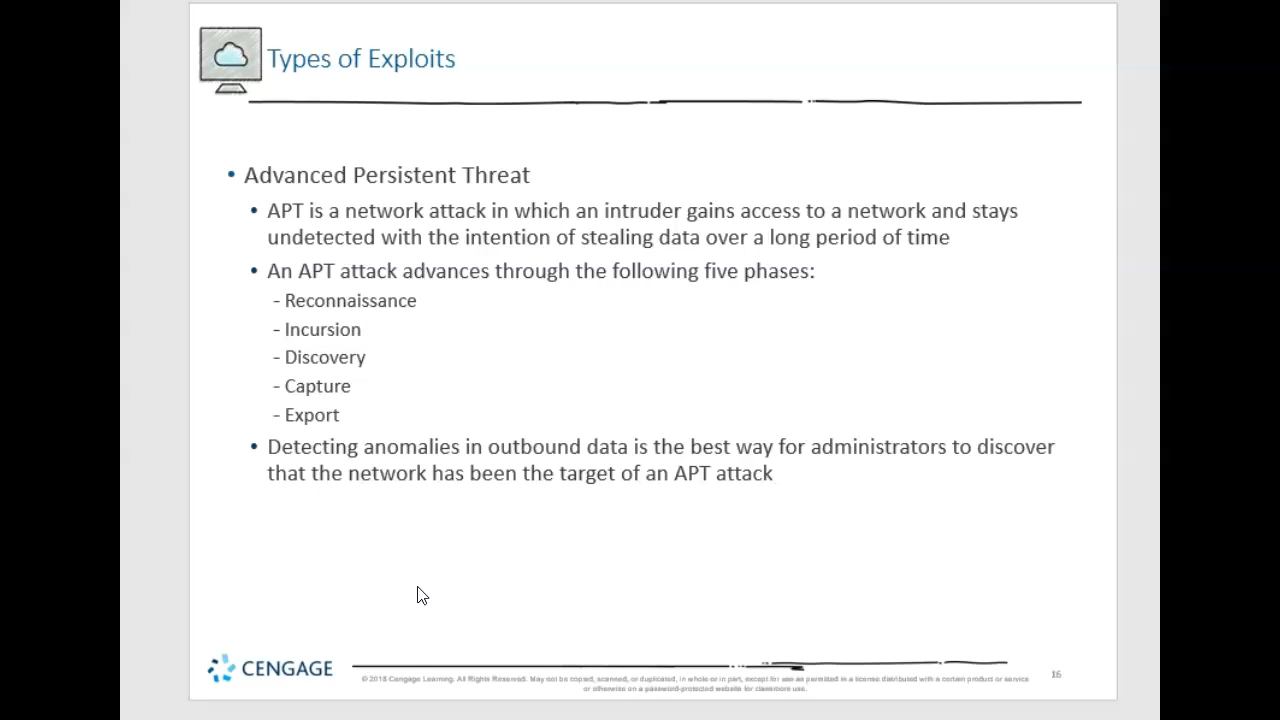 Types of Exploits
• Advanced Persistent Threat
• APT is a network attack in which an intruder gains access to a network and stays
undetected with the intention of stealing data over a long period of time
• An APT attack advances through the following five phases:
- Reconnaissance
- Incursion
- Discovery
- Capture
- Export
• Detecting anomalies in outbound data is the best way for administrators to discover
that the network has been the target of an APT attack
CENGAGE
© 2018 Cengage Learning. All Rights Reserved. May not be copied, scanned, or duplicated, in whole or in part, except for use as permitted in a license distributed with a certain product or service
or otherwise on a password-protected website for classroom use.
16